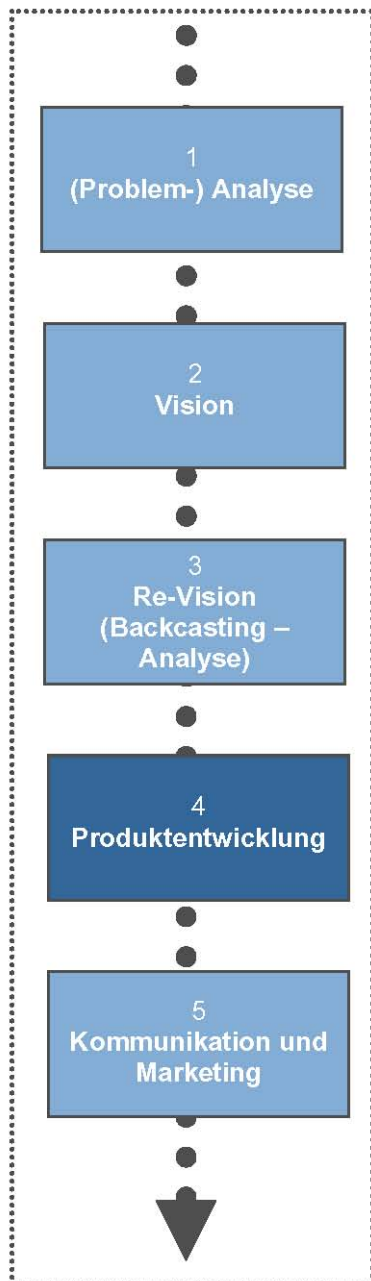 1
(Problem-) Analyse
2
Vision
3
Re-Vision
(Backcasting –
Analyse)
4
Produktentwicklung
5
Kommunikation und
Marketing